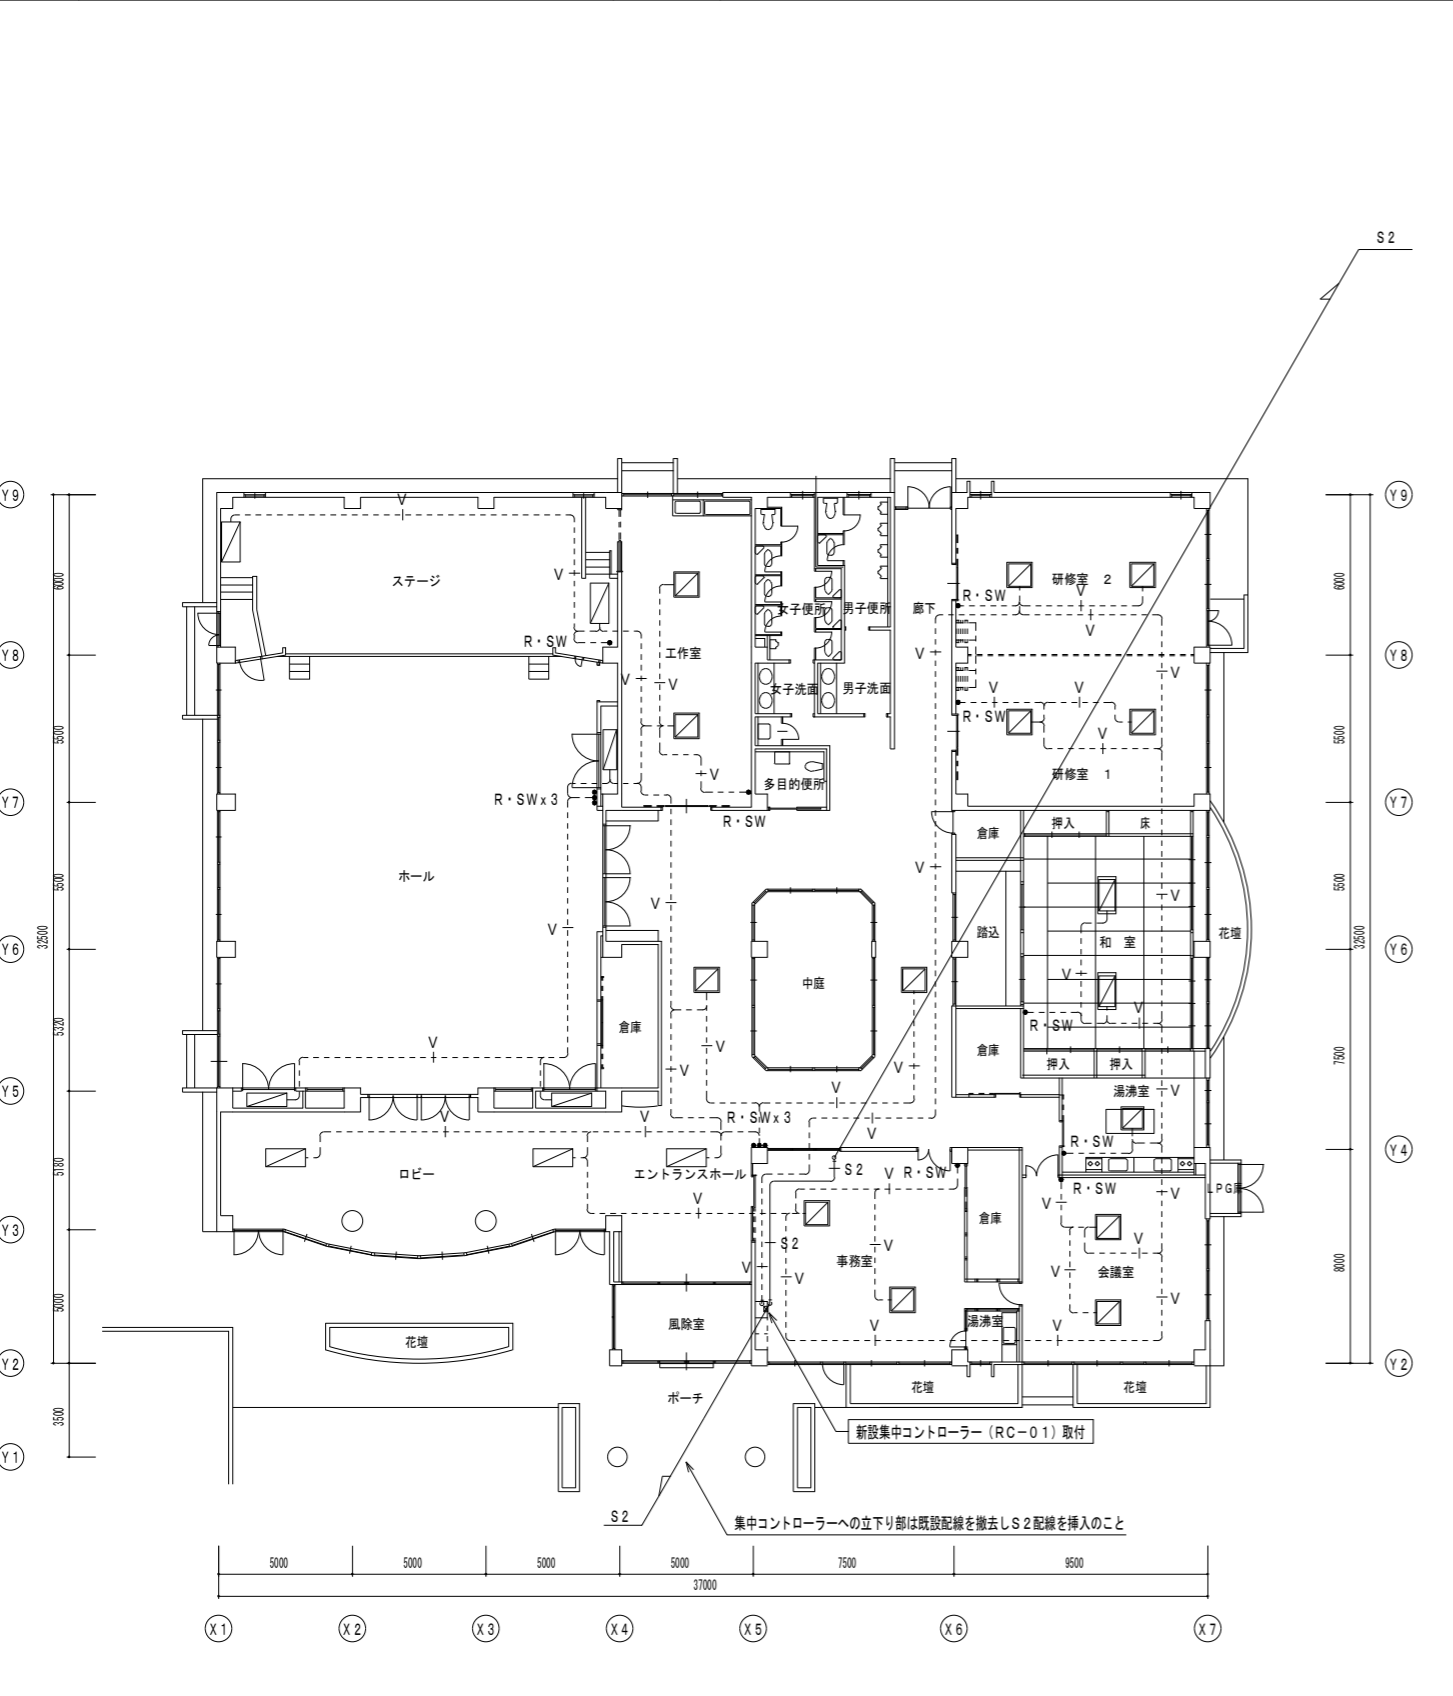 S2
Y9
V
Y9
ステージ
V
6000
研修室 2
6000
R・SW
V
女子便所
男子便所
廊下
V
R・SW
工作室
V
Y8
Y8
V
V
V
女子洗面
男子洗面
V
V
R・SW
5500
5500
V
研修室 1
V
多目的便所
R・SWx3
Y7
Y7
R・SW
押入
床
倉庫
V
ホール
5500
5500
V
V
V
踏込
花壇
32500
32500
和 室
Y6
Y6
V
中庭
V
倉庫
R・SW
5320
V
V
倉庫
7500
V
V
押入
押入
Y5
V
湯沸室
V
V
V
R・SWx3
V
R・SW
Y4
5180
ロビー
エントランスホール
S2
V
R・SW
R・SW
V
LPG庫
V
V
倉庫
Y3
Y3
S2
V
V
事務室
V
V
V
会議室
8000
V
5000
風除室
湯沸室
花壇
V
V
Y2
Y2
ポーチ
花壇
花壇
3500
新設集中コントローラー（RC－01）取付
Y1
S2
集中コントローラーへの立下り部は既設配線を撤去しS2配線を挿入のこと
5000
5000
5000
5000
7500
9500
37000
X1
X2
X3
X4
X5
X6
X7